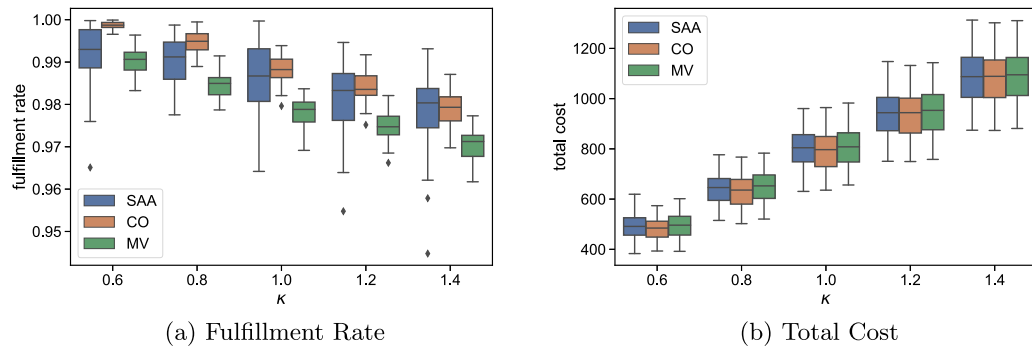 1.00
0.99
0.98
0.97
0.96
0.95
fulfillment rate
SAA
CO
MV
0.6 0.8 1.0 1.2 1.4
κ
(a) Fulfillment Rate
1200
1000
800
600
400
total cost
SAA
CO
MV
0.6 0.8 1.0 1.2 1.4
κ
(b) Total Cost